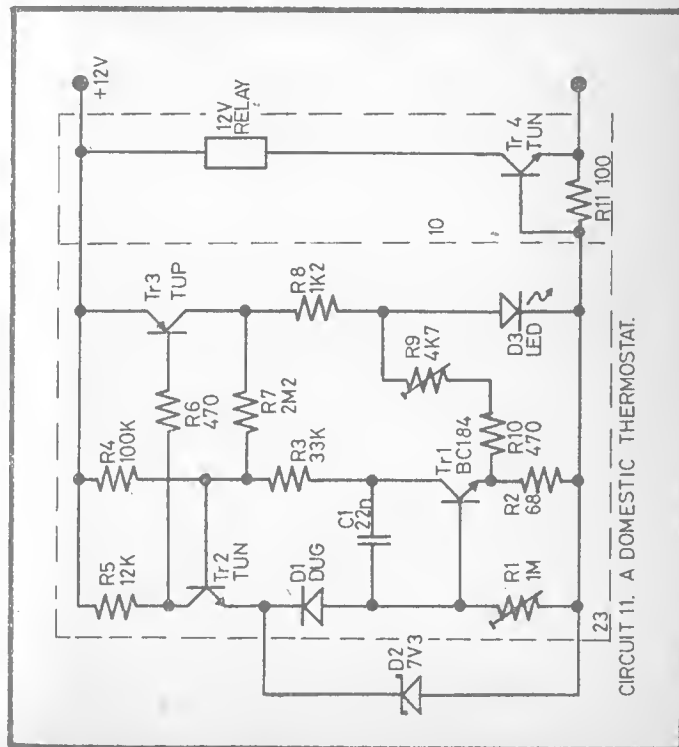 +12V
12V
RELAY
Tr 4
TUN
R11 100
10
Tr3
TUP
R8
1K2
R9
4K7
D3
LED
R6
470
R7
2M2
R4
100K
R3
33K
Tr1
BC184
R10
470
R5
12K
Tr2
TUN
D1
DUG
C1
22n
R2
68
R1
1M
23
D2
7V3
CIRCUIT 11. A DOMESTIC THERMOSTAT.